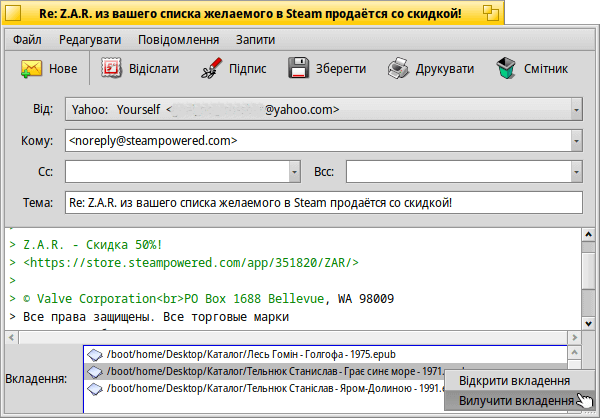 Re: Z.A.R. из вашего списка желаемого в Steam продаётся со скидкой!
Файл Редагувати Повідомлення Запити
Нове Відіслати Підпис Зберегти Друкувати Смітник
Від: Yahoo: Yourself < @yahoo.com>
Кому: <noreply@steampowered.com>
Cc: Bcc:
Тема: Re: Z.A.R. из вашего списка желаемого в Steam продаётся со скидкой!
>
> Z.A.R. - Скидка 50%!
> <https://store.steampowered.com/app/351820/ZAR/>
>
> © Valve Corporation<br>PO Box 1688 Bellevue, WA 98009
> Все права защищены. Все торговые марки
Вкладення:
/boot/home/Desktop/Каталог/Лесь Гомін - Голгофа - 1975.epub
/boot/home/Desktop/Каталог/Тельнюк Станислав - Грає синє море - 1971.
/boot/home/Desktop/Каталог/Тельнюк Станіслав - Яром-Долиною - 1991.
Відкрити вкладення
Вилучити вкладення